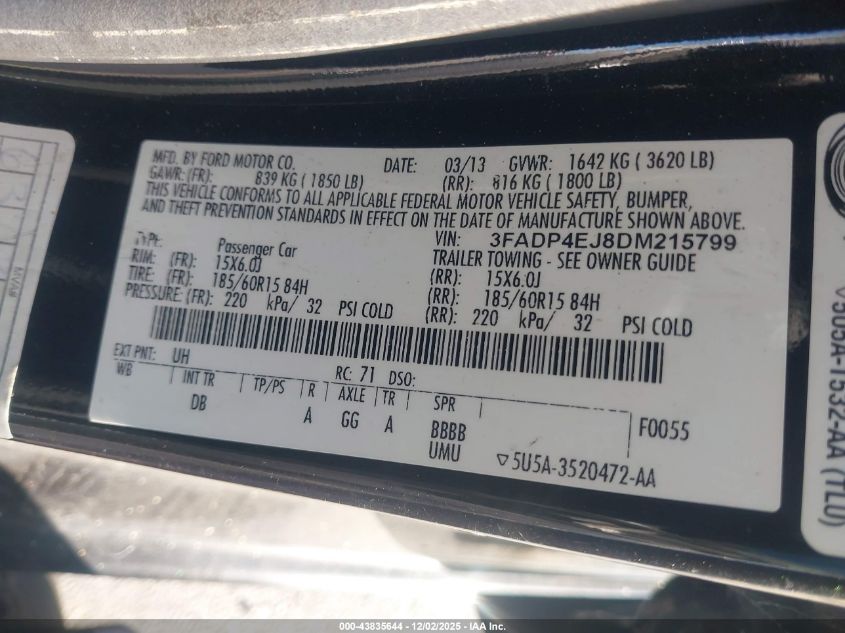 MFD. BY FORD MOTOR CO. DATE: 03/13 GVWR: 1642 KG ( 3620 LB)
GAWR: (FR): 839 KG ( 1850 LB) (RR): 816 KG ( 1800 LB)
THIS VEHICLE CONFORMS TO ALL APPLICABLE FEDERAL MOTOR VEHICLE SAFETY, BUMPER,
AND THEFT PREVENTION STANDARDS IN EFFECT ON THE DATE OF MANUFACTURE SHOWN ABOVE.
VIN: 3FADP4EJ8DM215799
TYPE: Passenger Car TRAILER TOWING - SEE OWNER GUIDE
RIM: (FR): 15X6.0J (RR): 15X6.0J
TIRE: (FR): 185/60R15 84H (RR): 185/60R15 84H
PRESSURE: (FR): 220 kPa/ 32 PSI COLD (RR): 220 kPa/ 32 PSI COLD
EXT PNT: UH RC: 71 DSO:
WB INT TR TP/PS R AXLE TR SPR
DB A GG A BBBB F0055
UMU ▽5U5A-3520472-AA
▽5U5A-1532-AA (TLU)
000-43835644 | 12/02/2025 | IAA Inc.